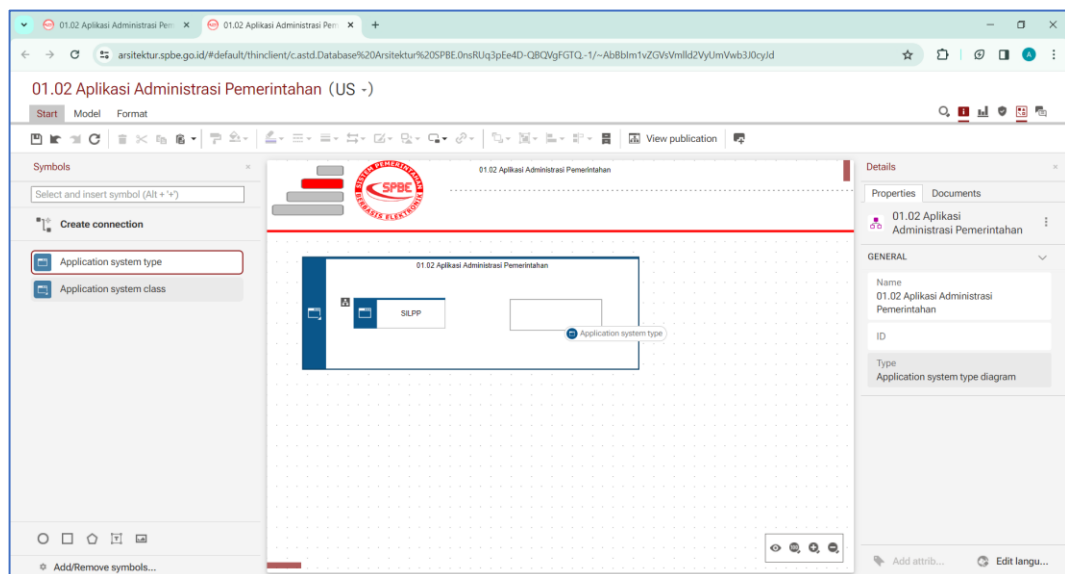 01.02 Aplikasi Administrasi Pem
01.02 Aplikasi Administrasi Pem
arsitektur.spbe.go.id/#default/thinclient/c.astd.Database%20Arsitektur%20SPBE.0nsRUq3pEe4D-QBQVgFGTQ.-1/~AbBbIm1vZGVsVmlld2VyUmVwb3J0cyJd
A
01.02 Aplikasi Administrasi Pemerintahan (US -)
Start Model Format
View publication
Symbols
Select and insert symbol (Alt + '+')
Create connection
Application system type
Application system class
Add/Remove symbols...
SISTEM PEMERINTAHAN
SPBE
BERBASIS ELEKTRONIK
01.02 Aplikasi Administrasi Pemerintahan
01.02 Aplikasi Administrasi Pemerintahan
SILPP
Application system type
Details
Properties Documents
01.02 Aplikasi
Administrasi Pemerintahan
GENERAL
Name
01.02 Aplikasi Administrasi
Pemerintahan
ID
Type
Application system type diagram
Add attrib...
Edit langu...